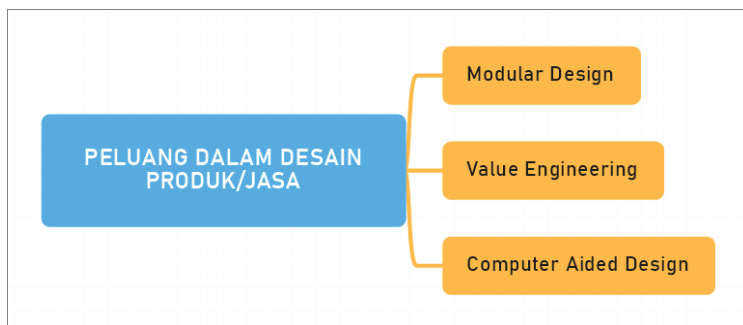 PELUANG DALAM DESAIN
PRODUK/JASA
Modular Design
Value Engineering
Computer Aided Design